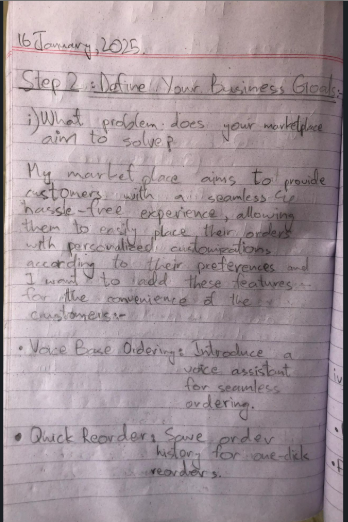 16 January, 2025.
Step 2 : Define Your Business Goals:-
i) What problem does your marketplace
aim to solve?
My market place aims to provide
customers with a seamless &
hassle-free experience, allowing
them to easily place their orders
with personalized customizations
according to their preferences and
I want to add these features
for the convenience of the
customers:-
• Voice Base Ordering: Introduce a
voice assistant
for seamless
ordering.
• Quick Reorder: Save order
history for one-click
reorders.